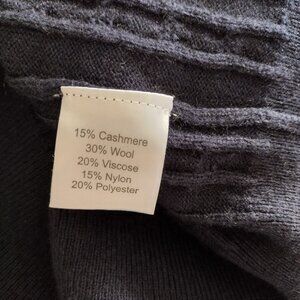 15% Cashmere
30% Wool
20% Viscose
15% Nylon
20% Polyester